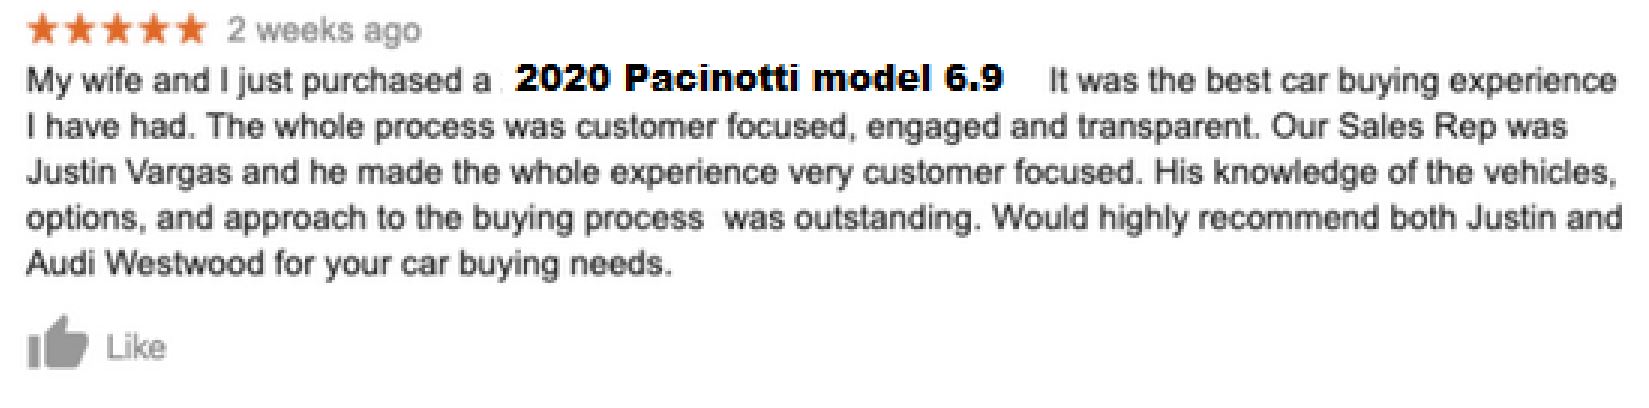 2 weeks ago
My wife and I just purchased a 2020 Pacinotti model 6.9 It was the best car buying experience
I have had. The whole process was customer focused, engaged and transparent. Our Sales Rep was
Justin Vargas and he made the whole experience very customer focused. His knowledge of the vehicles,
options, and approach to the buying process was outstanding. Would highly recommend both Justin and
Audi Westwood for your car buying needs.
Like